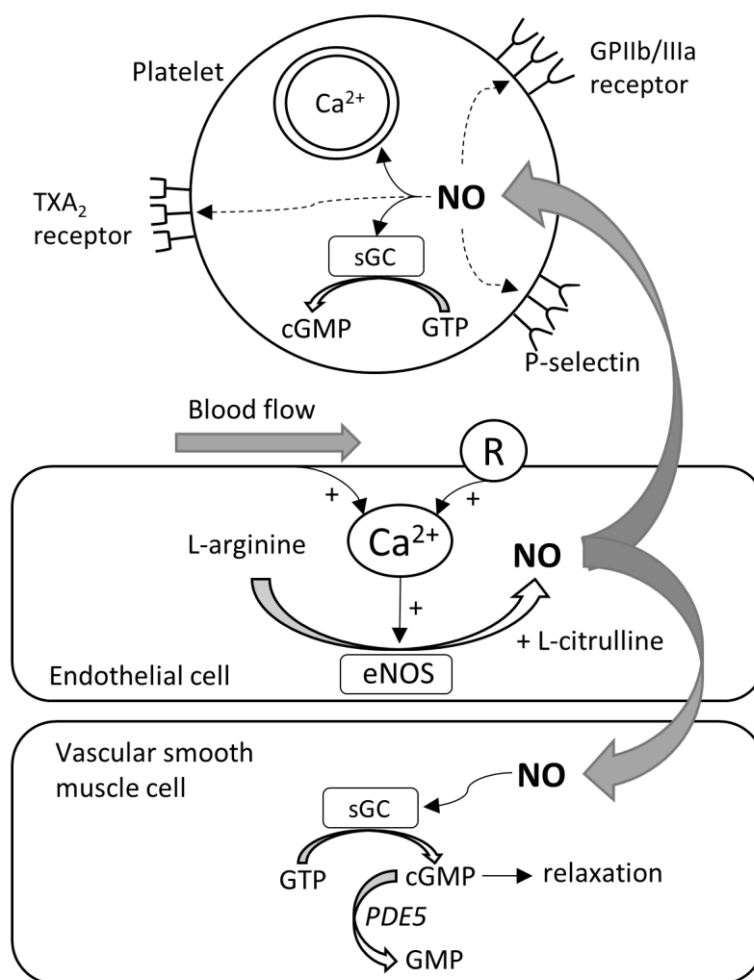 Platelet
GPIIb/IIIa
receptor
Ca²⁺
TXA₂
receptor
NO
sGC
cGMP
GTP
P-selectin
Blood flow
R
+
+
Ca²⁺
L-arginine
NO
+
+ L-citrulline
eNOS
Endothelial cell
Vascular smooth
muscle cell
NO
sGC
GTP
cGMP
relaxation
PDE5
GMP